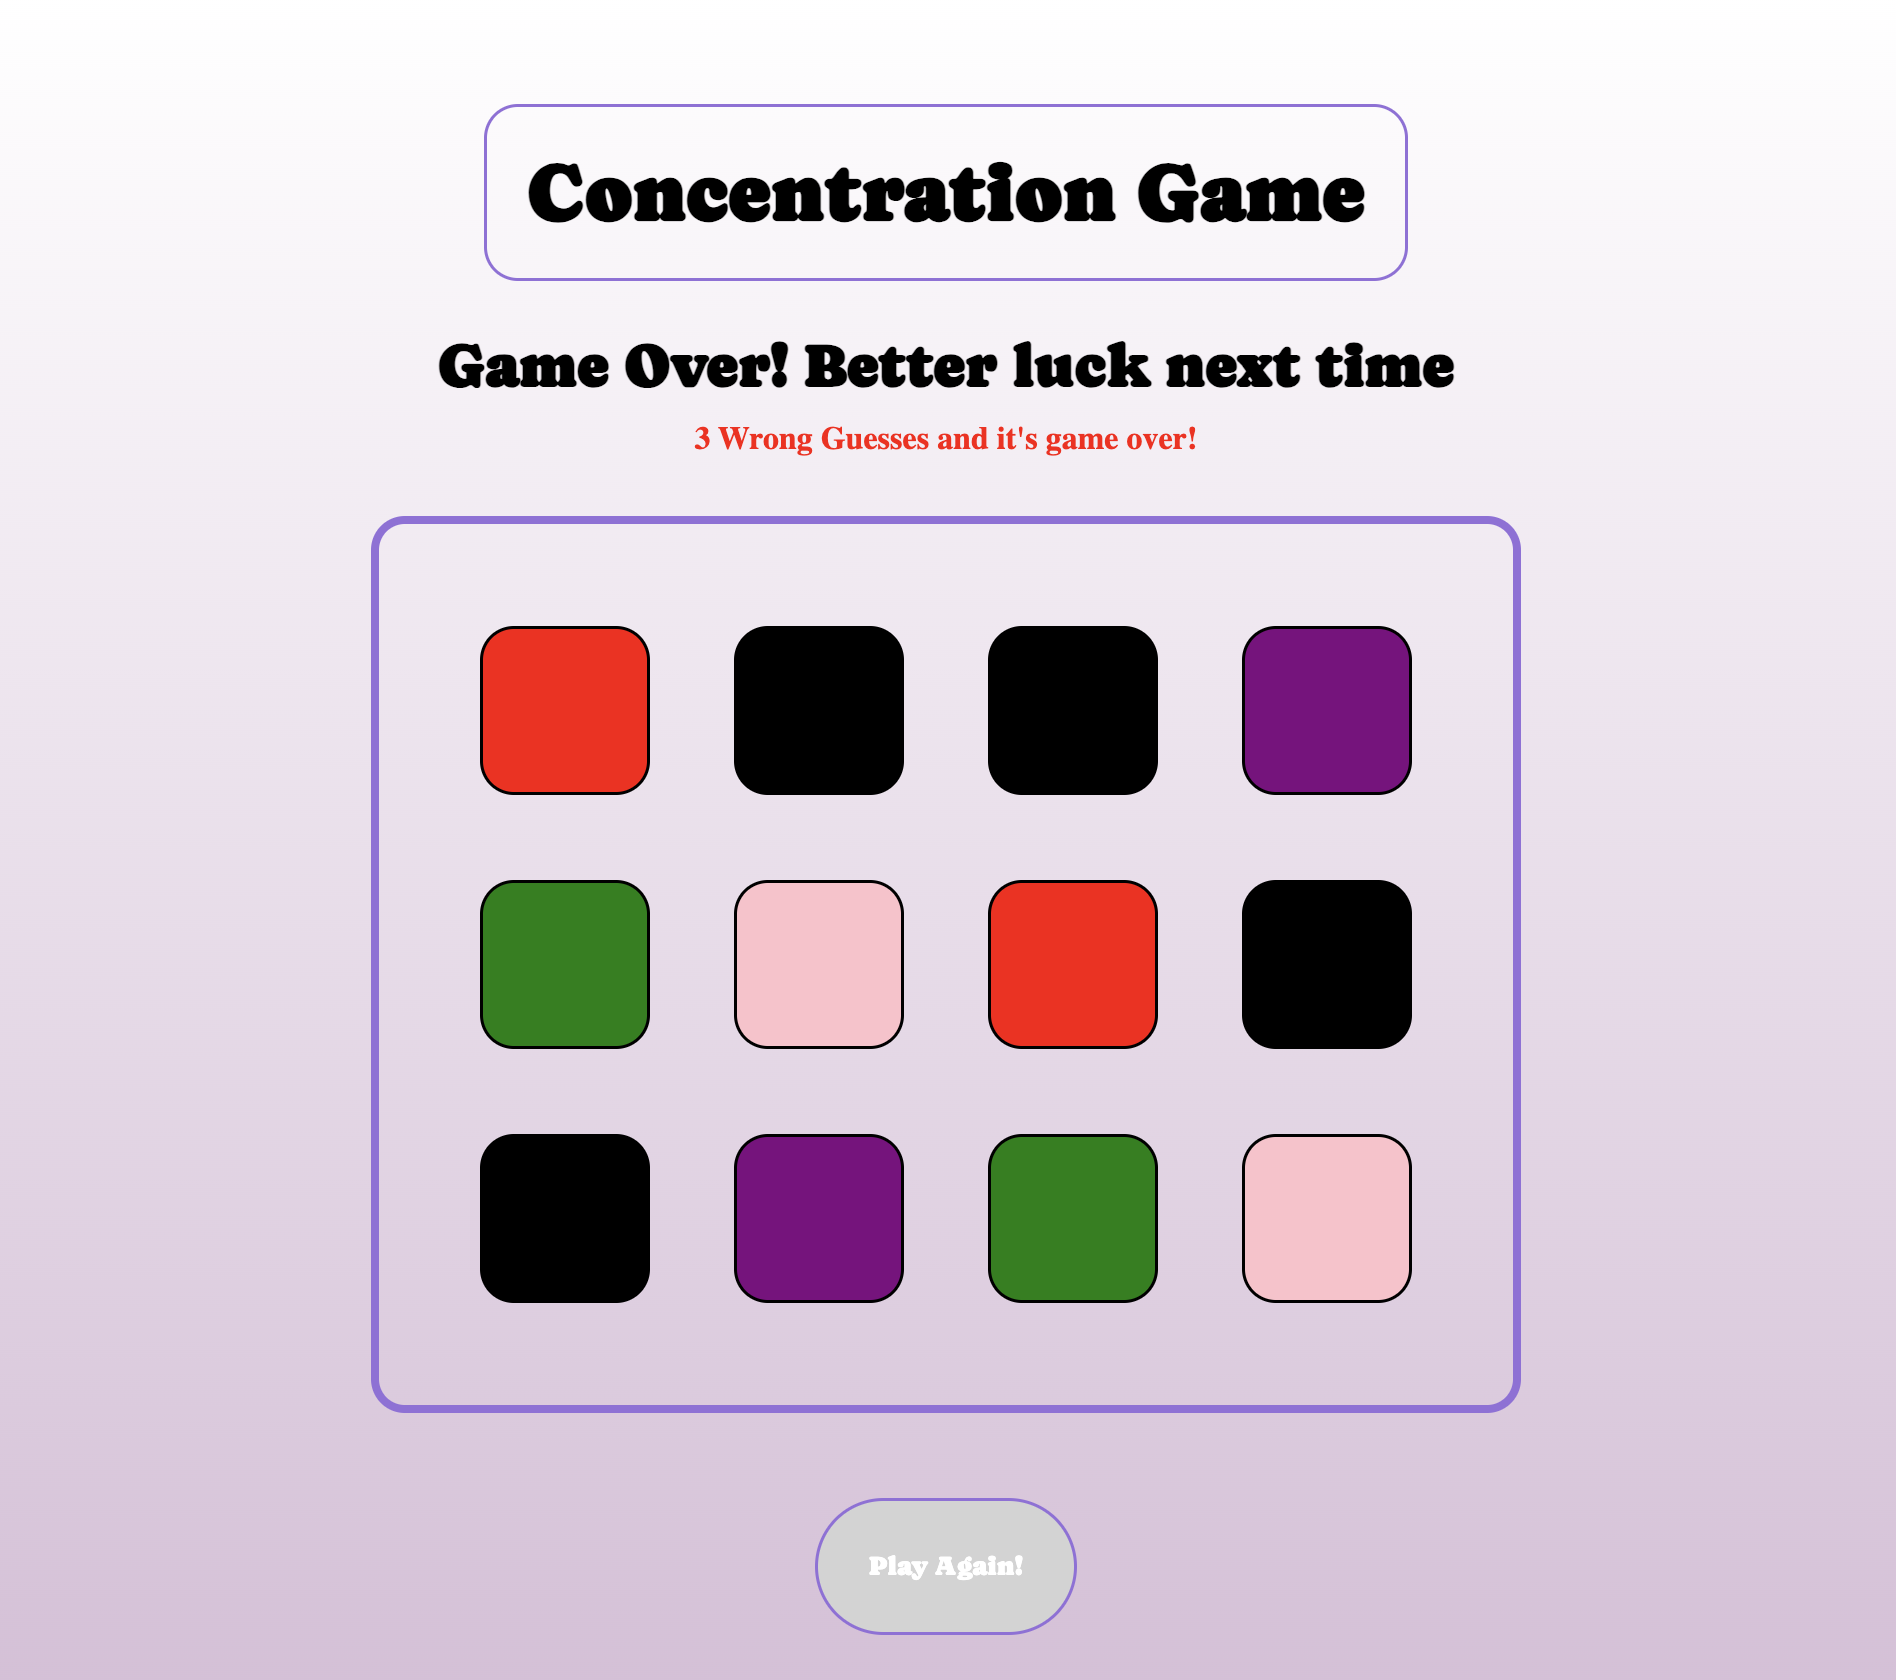 Concentration Game
Game Over! Better luck next time
3 Wrong Guesses and it's game over!
Play Again!